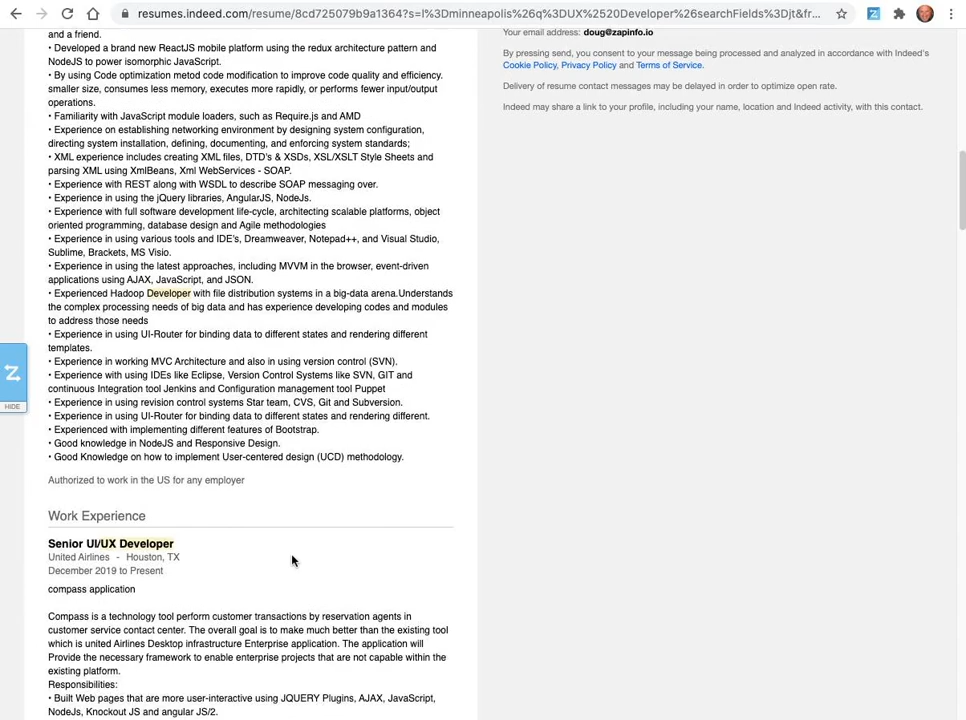 resumes.indeed.com/resume/8cd725079b9a1364?s=l%3Dminneapolis%26q%3DUX%2520Developer%26searchFields%3Djt&fr...
and a friend.
• Developed a brand new ReactJS mobile platform using the redux architecture pattern and
NodeJS to power isomorphic JavaScript.
• By using Code optimization metod code modification to improve code quality and efficiency.
smaller size, consumes less memory, executes more rapidly, or performs fewer input/output
operations.
• Familiarity with JavaScript module loaders, such as Require.js and AMD
• Experience on establishing networking environment by designing system configuration,
directing system installation, defining, documenting, and enforcing system standards;
• XML experience includes creating XML files, DTD's & XSDs, XSL/XSLT Style Sheets and
parsing XML using XmlBeans, Xml WebServices - SOAP.
• Experience with REST along with WSDL to describe SOAP messaging over.
• Experience in using the jQuery libraries, AngularJS, NodeJs.
• Experience with full software development life-cycle, architecting scalable platforms, object
oriented programming, database design and Agile methodologies
• Experience in using various tools and IDE's, Dreamweaver, Notepad++, and Visual Studio,
Sublime, Brackets, MS Visio.
• Experience in using the latest approaches, including MVVM in the browser, event-driven
applications using AJAX, JavaScript, and JSON.
• Experienced Hadoop Developer with file distribution systems in a big-data arena.Understands
the complex processing needs of big data and has experience developing codes and modules
to address those needs
• Experience in using UI-Router for binding data to different states and rendering different
templates.
• Experience in working MVC Architecture and also in using version control (SVN).
• Experience with using IDEs like Eclipse, Version Control Systems like SVN, GIT and
continuous Integration tool Jenkins and Configuration management tool Puppet
• Experience in using revision control systems Star team, CVS, Git and Subversion.
• Experience in using UI-Router for binding data to different states and rendering different.
• Experienced with implementing different features of Bootstrap.
• Good knowledge in NodeJS and Responsive Design.
• Good Knowledge on how to implement User-centered design (UCD) methodology.
Authorized to work in the US for any employer
Work Experience
Senior UI/UX Developer
United Airlines - Houston, TX
December 2019 to Present
compass application
Compass is a technology tool perform customer transactions by reservation agents in
customer service contact center. The overall goal is to make much better than the existing tool
which is united Airlines Desktop infrastructure Enterprise application. The application will
Provide the necessary framework to enable enterprise projects that are not capable within the
existing platform.
Responsibilities:
• Built Web pages that are more user-interactive using JQUERY Plugins, AJAX, JavaScript,
NodeJs, Knockout JS and angular JS/2.
Your email address: doug@zapinfo.io
By pressing send, you consent to your message being processed and analyzed in accordance with Indeed's
Cookie Policy, Privacy Policy and Terms of Service.
Delivery of resume contact messages may be delayed in order to optimize open rate.
Indeed may share a link to your profile, including your name, location and Indeed activity, with this contact.
HIDE